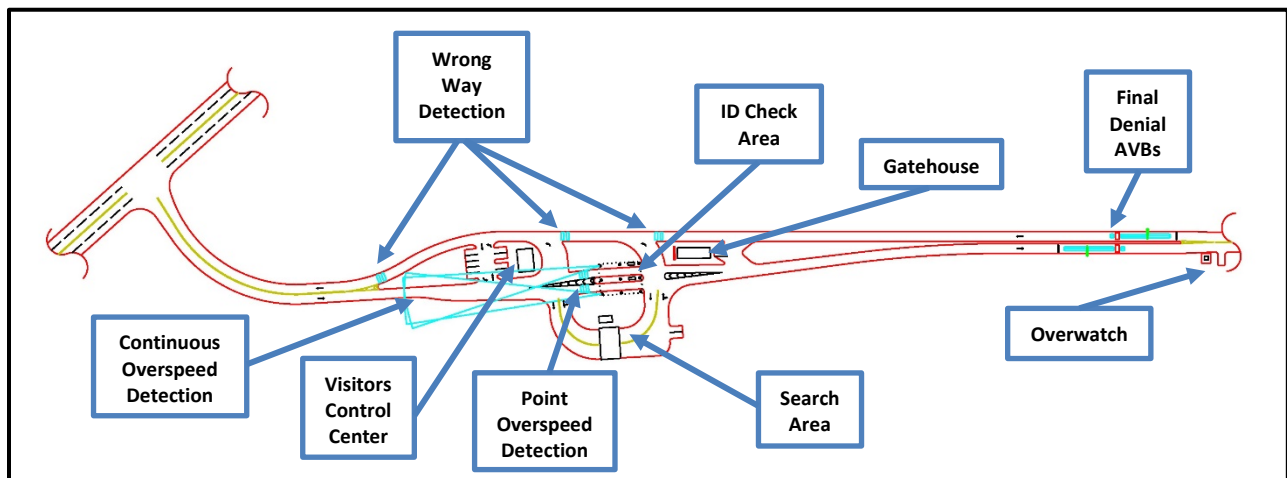 Wrong
Way
Detection
ID Check
Area
Gatehouse
Final
Denial
AVBs
Continuous
Overspeed
Detection
Visitors
Control
Center
Point
Overspeed
Detection
Search
Area
Overwatch